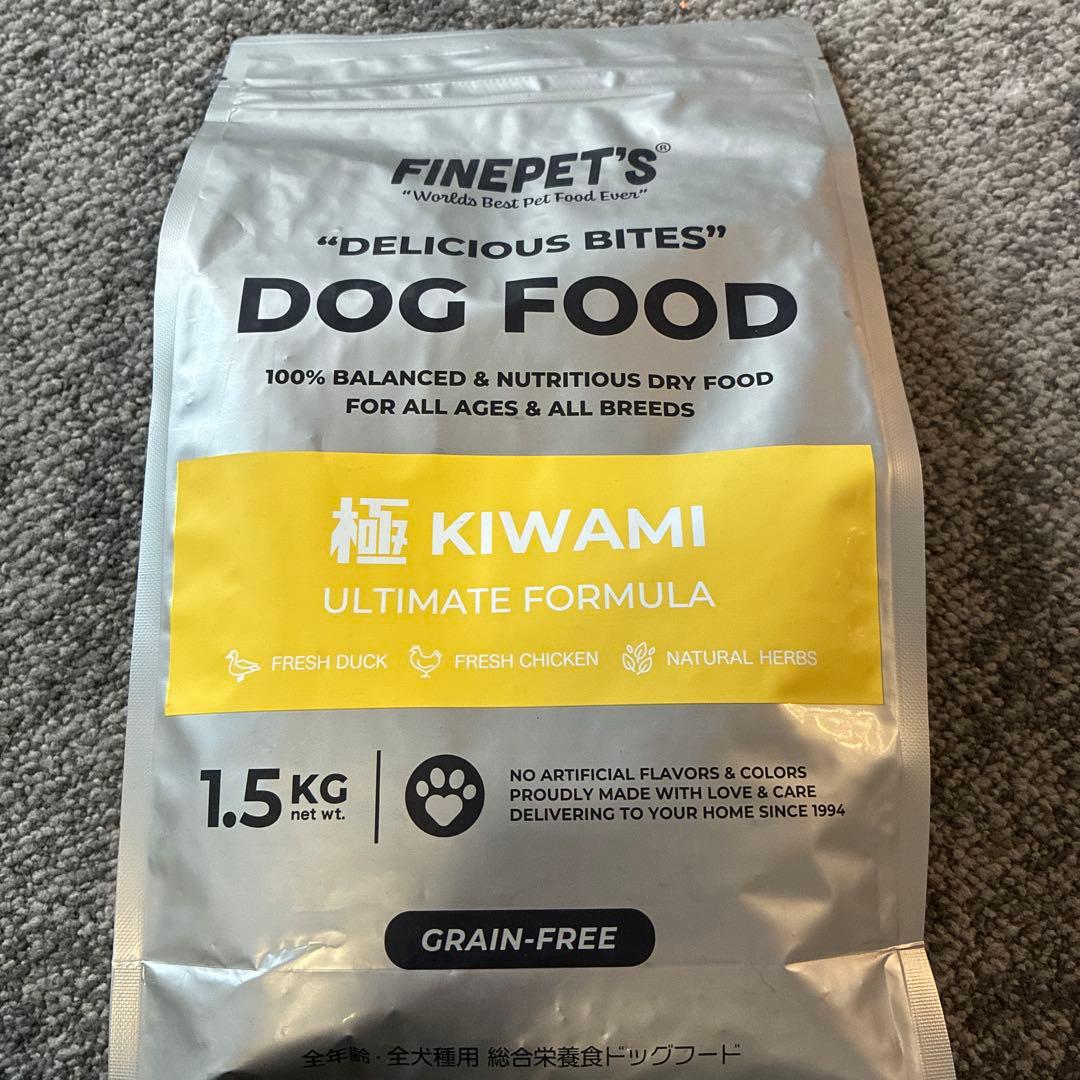 FINEPET'S®
"World's Best Pet Food Ever"
"DELICIOUS BITES"
DOG FOOD
100% BALANCED & NUTRITIOUS DRY FOOD
FOR ALL AGES & ALL BREEDS
極 KIWAMI
ULTIMATE FORMULA
FRESH DUCK FRESH CHICKEN NATURAL HERBS
1.5 KG
net wt.
NO ARTIFICIAL FLAVORS & COLORS
PROUDLY MADE WITH LOVE & CARE
DELIVERING TO YOUR HOME SINCE 1994
GRAIN-FREE
全年齢・全犬種用 総合栄養食ドッグフード